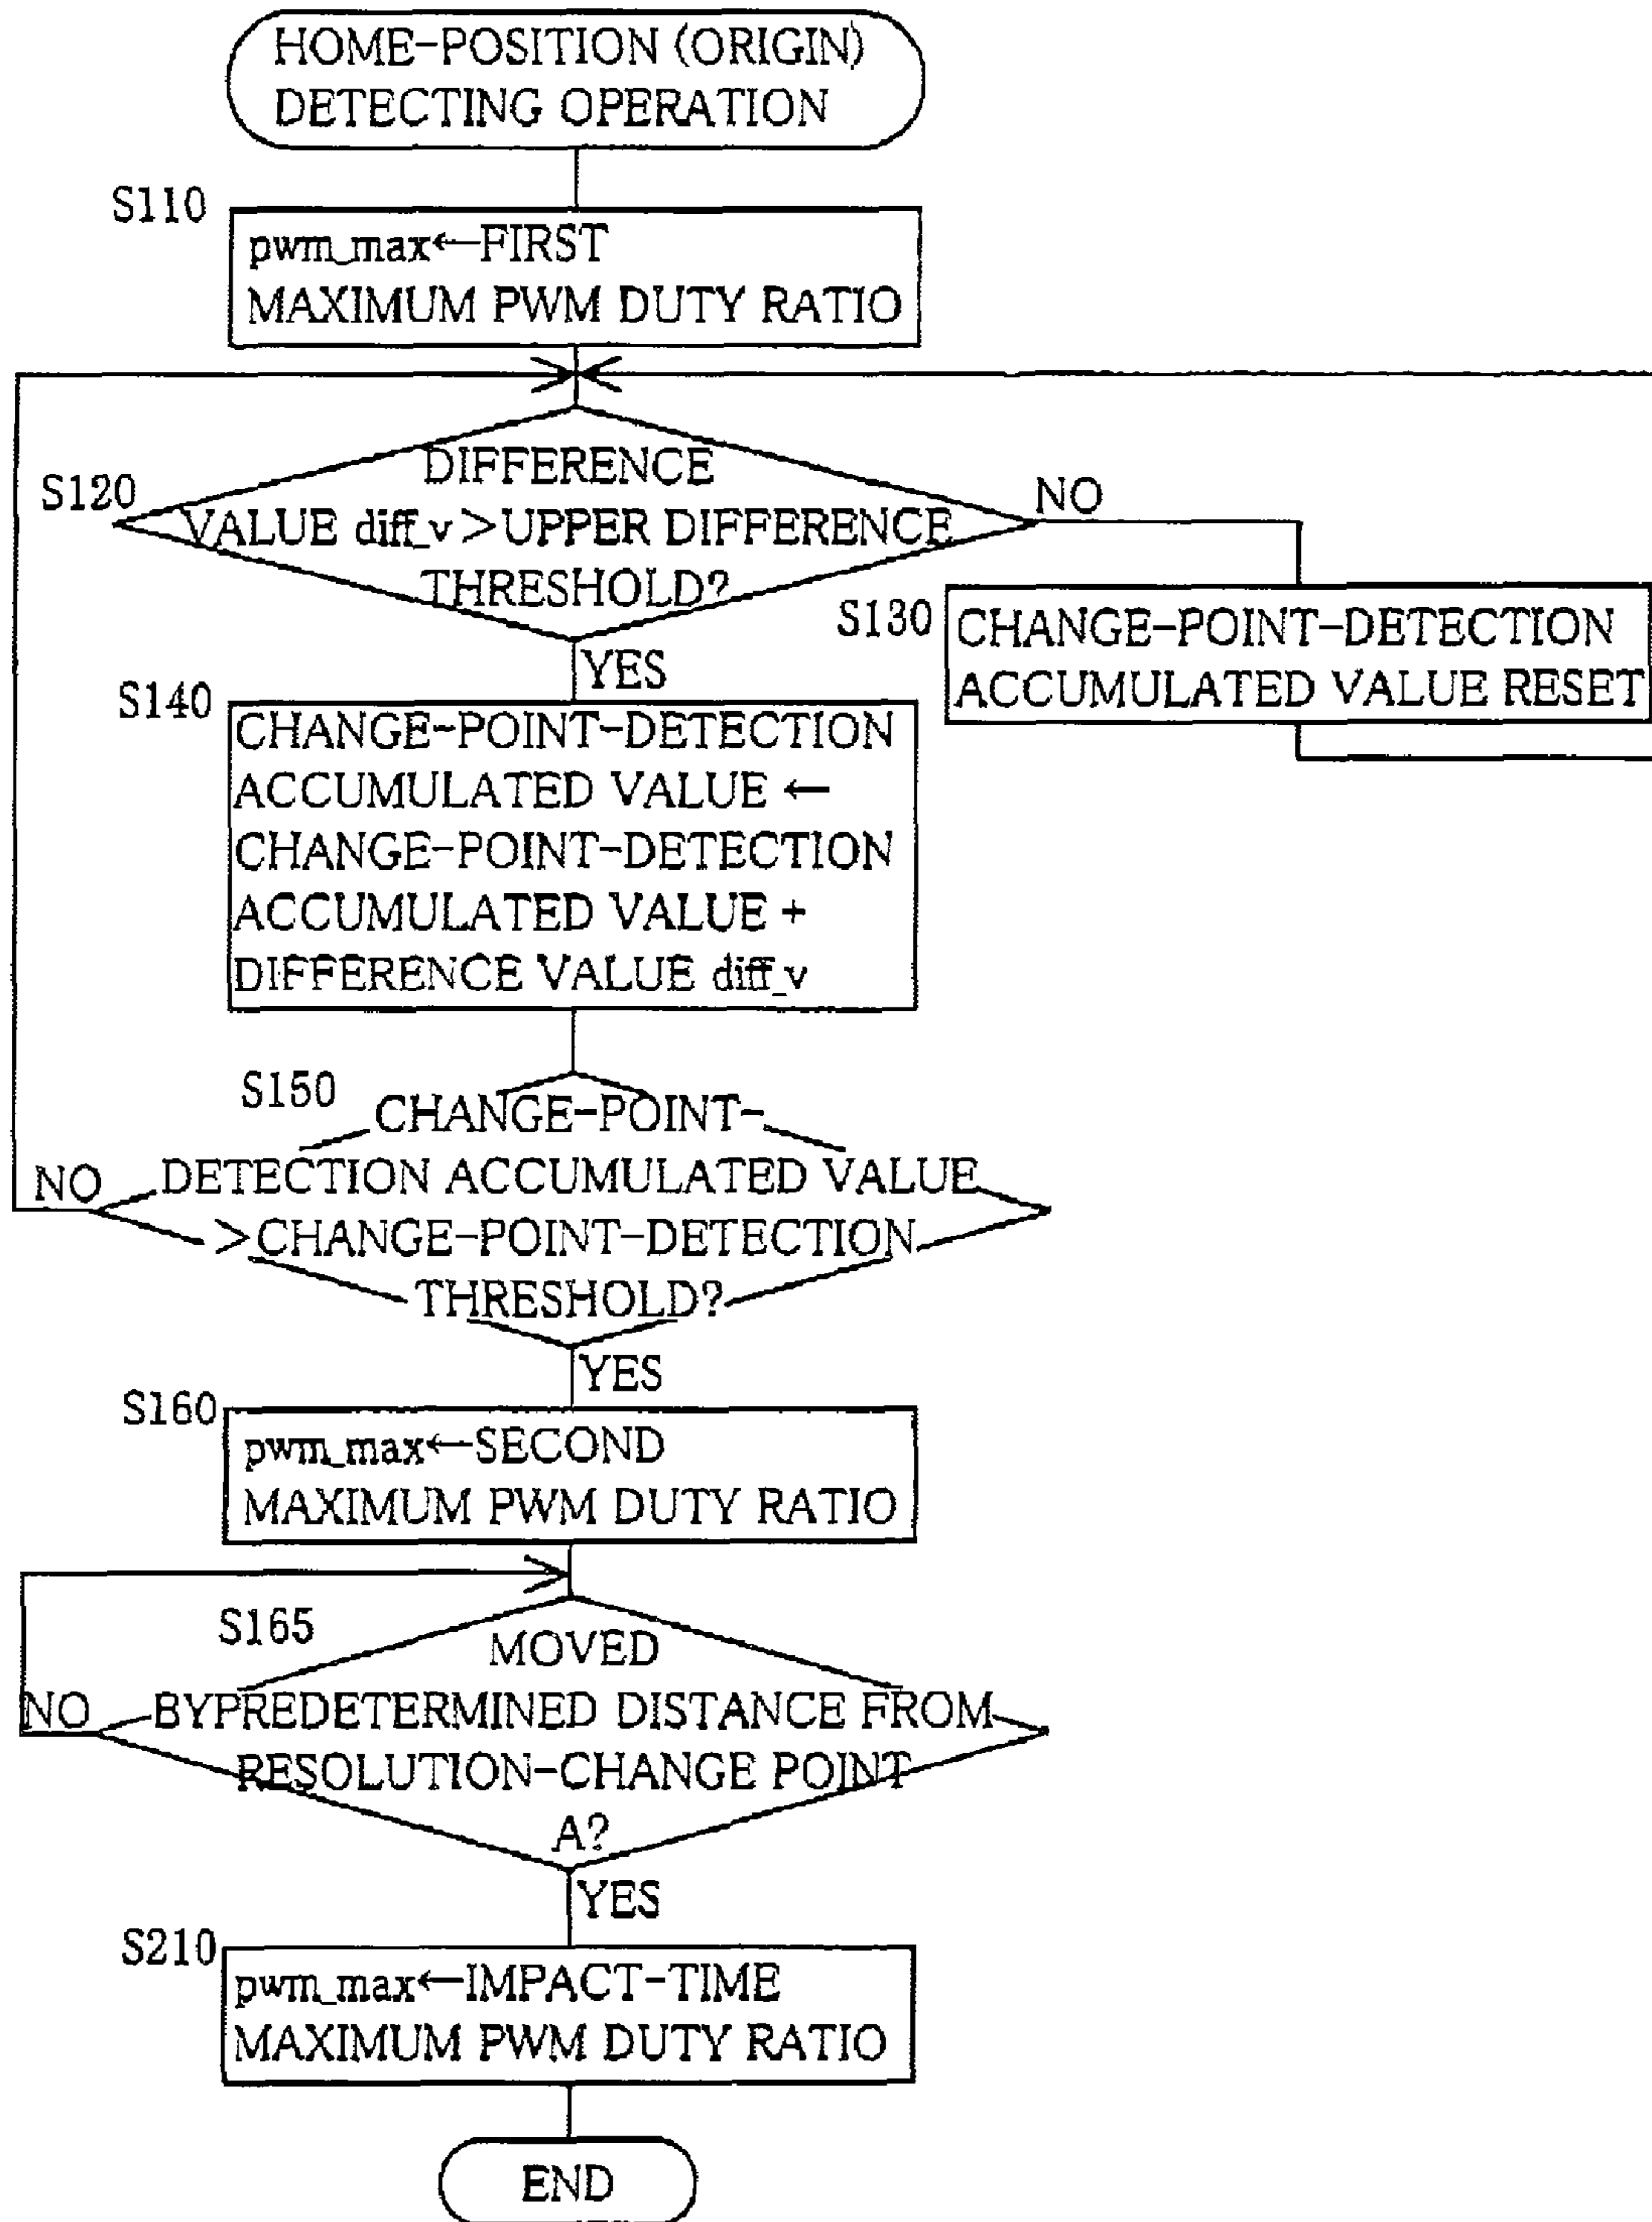 HOME-POSITION (ORIGIN)
DETECTING OPERATION
S110
pwm_max←FIRST
MAXIMUM PWM DUTY RATIO
S120
DIFFERENCE
VALUE diff_v>UPPER DIFFERENCE
THRESHOLD?
NO
YES
S130
CHANGE-POINT-DETECTION
ACCUMULATED VALUE RESET
S140
CHANGE-POINT-DETECTION
ACCUMULATED VALUE ←
CHANGE-POINT-DETECTION
ACCUMULATED VALUE +
DIFFERENCE VALUE diff_v
S150
CHANGE-POINT-
DETECTION ACCUMULATED VALUE
>CHANGE-POINT-DETECTION
THRESHOLD?
NO
YES
S160
pwm_max←SECOND
MAXIMUM PWM DUTY RATIO
S165
MOVED
BYPREDETERMINED DISTANCE FROM
RESOLUTION-CHANGE POINT
A?
NO
YES
S210
pwm_max←IMPACT-TIME
MAXIMUM PWM DUTY RATIO
END